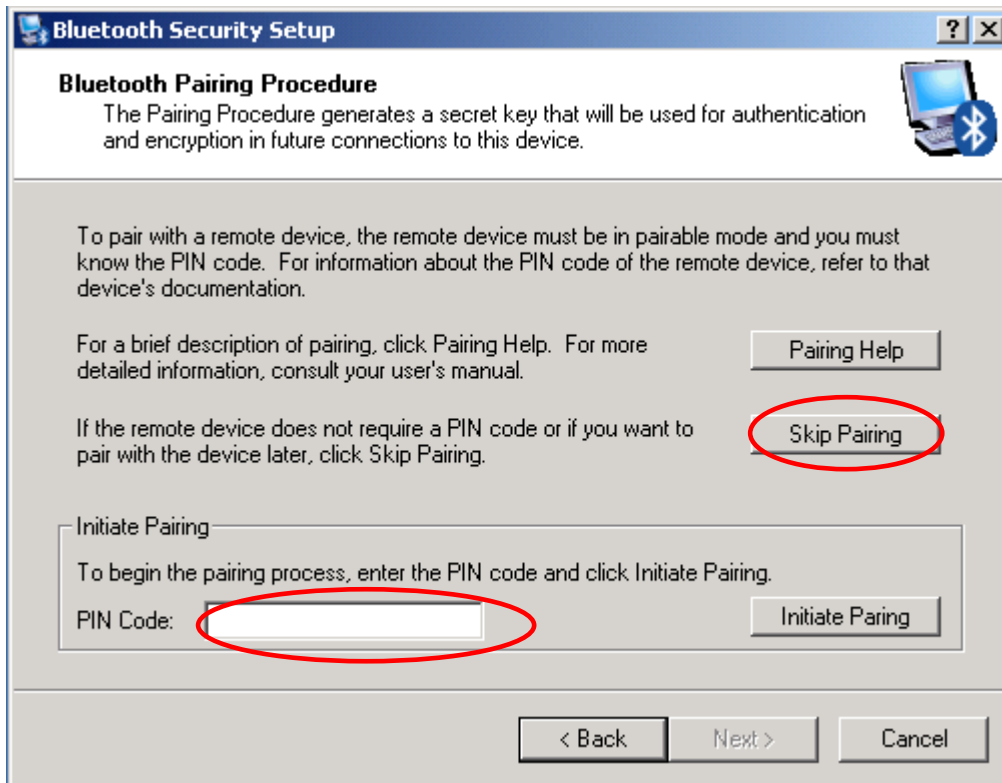 Bluetooth Security Setup
Bluetooth Pairing Procedure
The Pairing Procedure generates a secret key that will be used for authentication
and encryption in future connections to this device.
To pair with a remote device, the remote device must be in pairable mode and you must
know the PIN code.  For information about the PIN code of the remote device, refer to that
device's documentation.
For a brief description of pairing, click Pairing Help.  For more
detailed information, consult your user's manual.
Pairing Help
If the remote device does not require a PIN code or if you want to
pair with the device later, click Skip Pairing.
Skip Pairing
Initiate Pairing
To begin the pairing process, enter the PIN code and click Initiate Pairing.
PIN Code:
Initiate Paring
< Back
Next >
Cancel